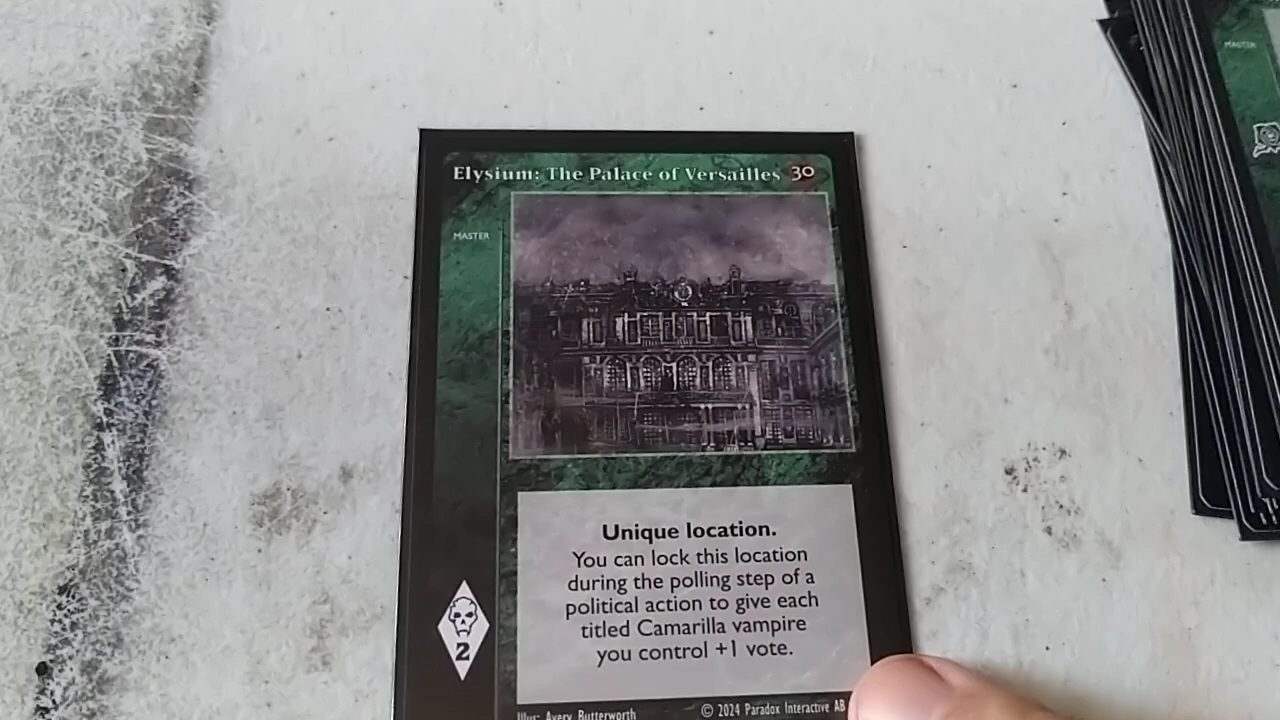 Elysium: The Palace of Versailles 30
MASTER
MASTER
Unique location.
You can lock this location
during the polling step of a
political action to give each
titled Camarilla vampire
you control +1 vote.
2
Illus: Avery Butterworth
© 2024 Paradox Interactive AB